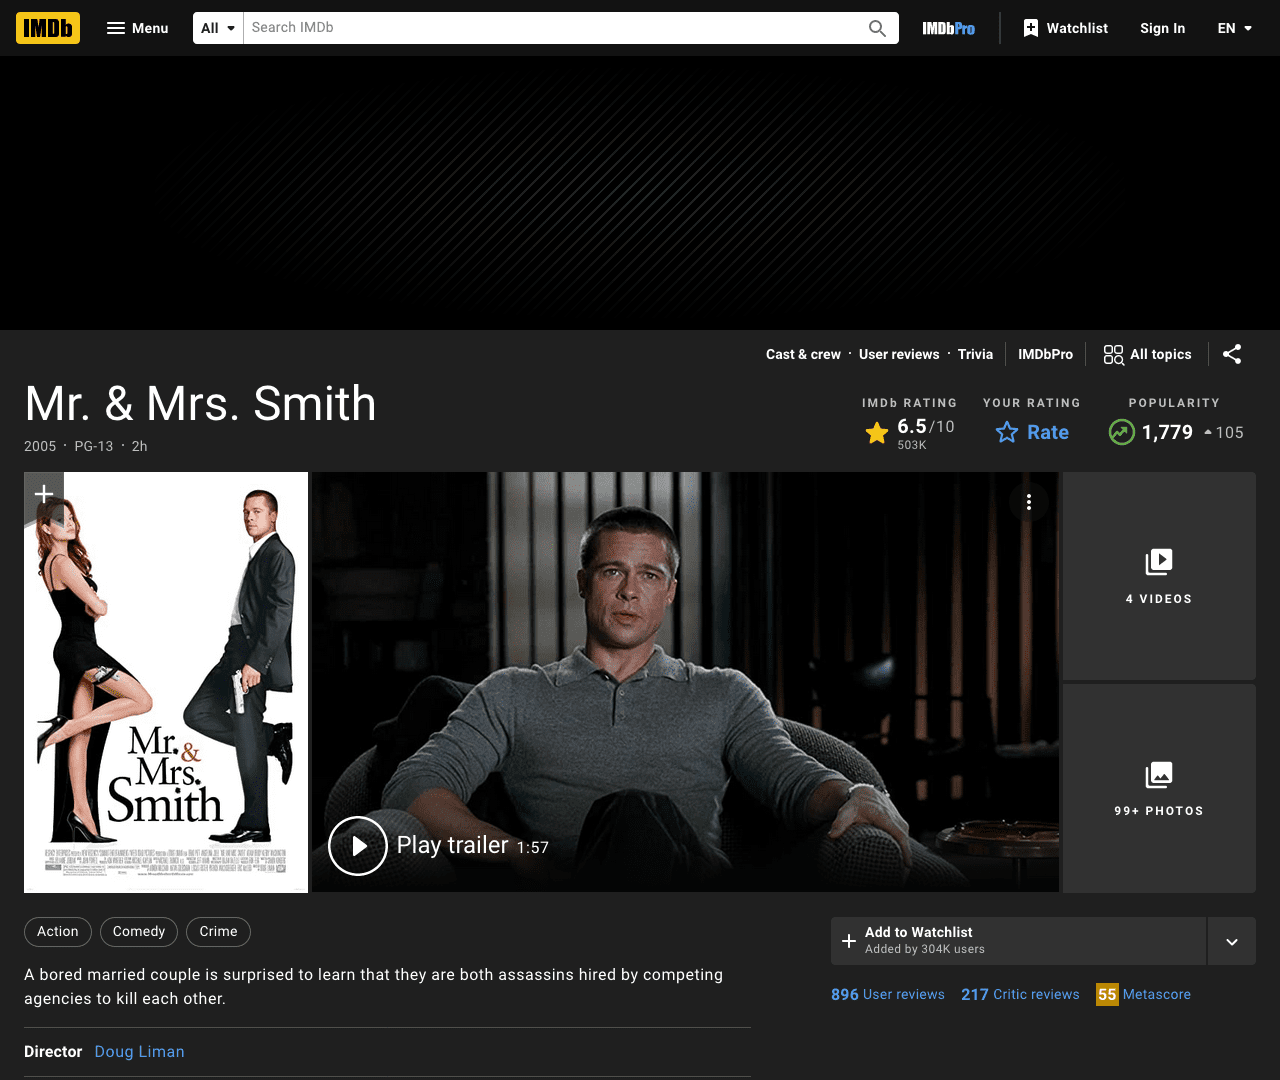 IMDb Menu All Search IMDb IMDbPro Watchlist Sign In EN
Cast & crew · User reviews · Trivia IMDbPro All topics
Mr. & Mrs. Smith
2005 · PG-13 · 2h
IMDb RATING
6.5/10
503K
YOUR RATING
Rate
POPULARITY
1,779 105
Mr. &
Mrs.
Smith
Play trailer 1:57
4 VIDEOS
99+ PHOTOS
Action Comedy Crime
A bored married couple is surprised to learn that they are both assassins hired by competing
agencies to kill each other.
Director Doug Liman
Add to Watchlist
Added by 304K users
896 User reviews 217 Critic reviews 55 Metascore